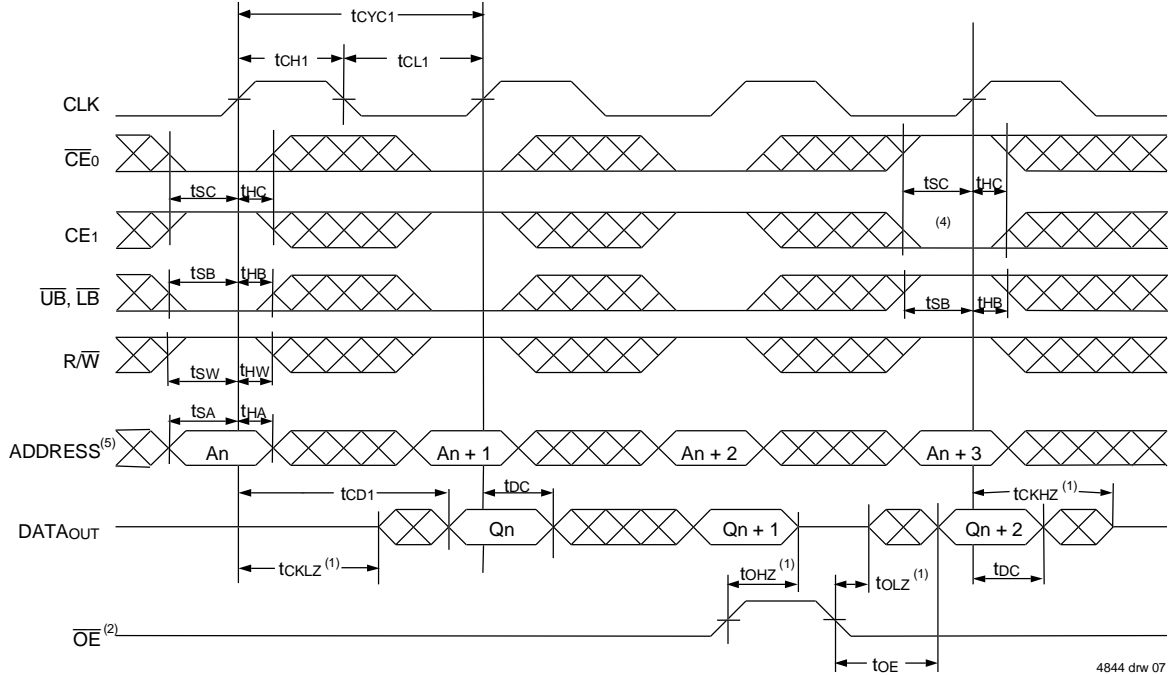 tCYC1
tCH1 tCL1
CLK
CE0
tSC tHC tSC tHC
CE1 (4)
tSB tHB
UB, LB
tSB tHB
R/W
tSW tHW
tSA tHA
ADDRESS(5) An An + 1 An + 2 An + 3
tCD1 tDC tCKHZ (1)
DATAOUT Qn Qn + 1 Qn + 2
tCKLZ (1) tOHZ (1) tOLZ (1) tDC
OE (2)
tOE
4844 drw 07